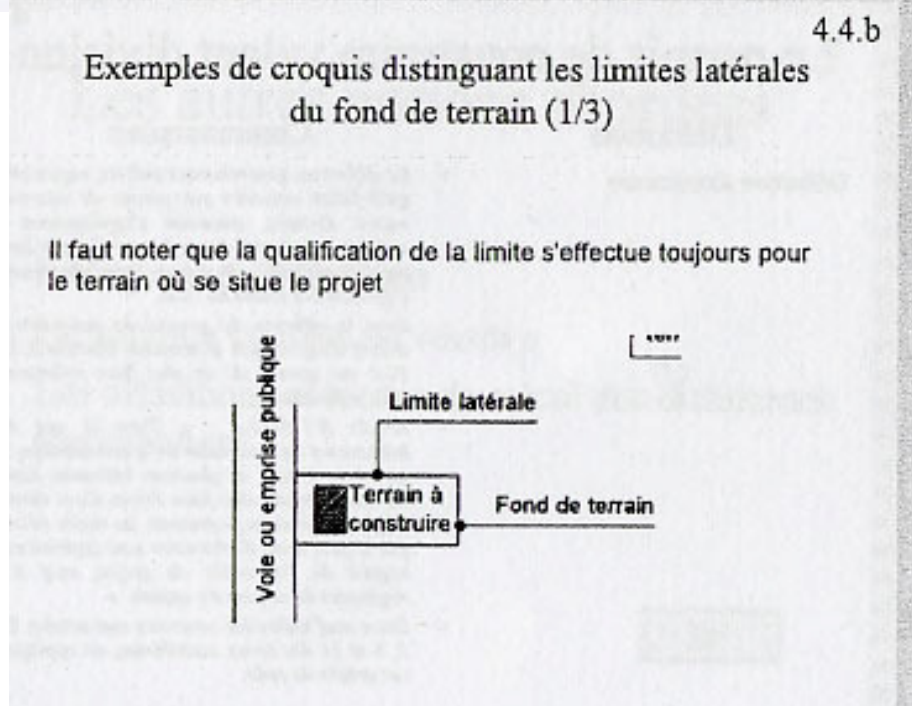 4.4.b
Exemples de croquis distinguant les limites latérales
du fond de terrain (1/3)
Il faut noter que la qualification de la limite s'effectue toujours pour
le terrain où se situe le projet
Voie ou emprise publique
Limite latérale
Terrain à
construire
Fond de terrain